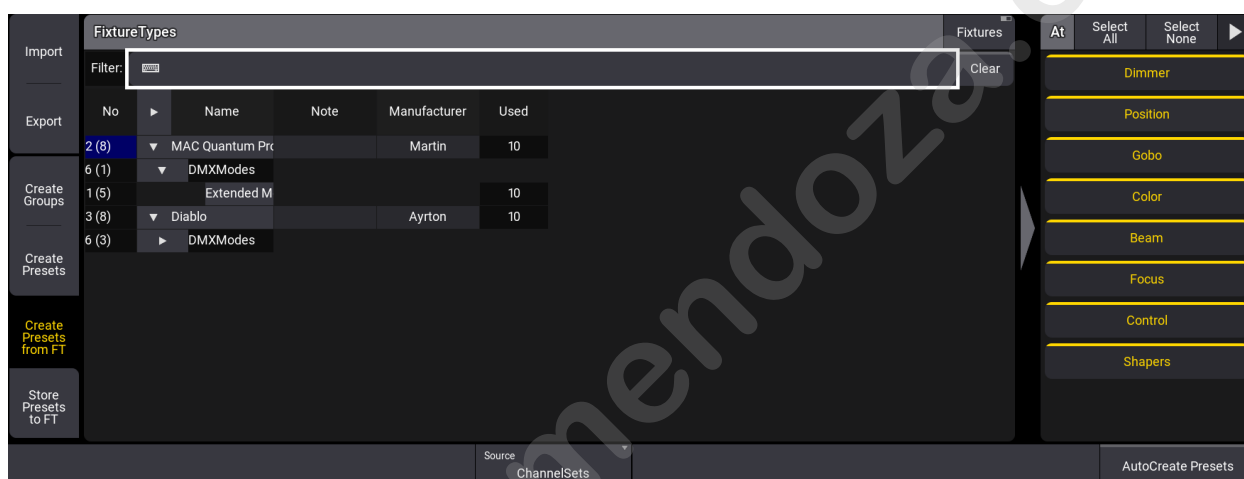 Import
Export
Create
Groups
Create
Presets
Create
Presets
from FT
Store
Presets
to FT
FixtureTypes
Fixtures
Filter:
Clear
No Name Note Manufacturer Used
2 (8) MAC Quantum Pro Martin 10
6 (1) DMXModes
1 (5) Extended M 10
3 (8) Diablo Ayrton 10
6 (3) DMXModes
At
Select
All
Select
None
Dimmer
Position
Gobo
Color
Beam
Focus
Control
Shapers
Source
ChannelSets
AutoCreate Presets
mendoza.